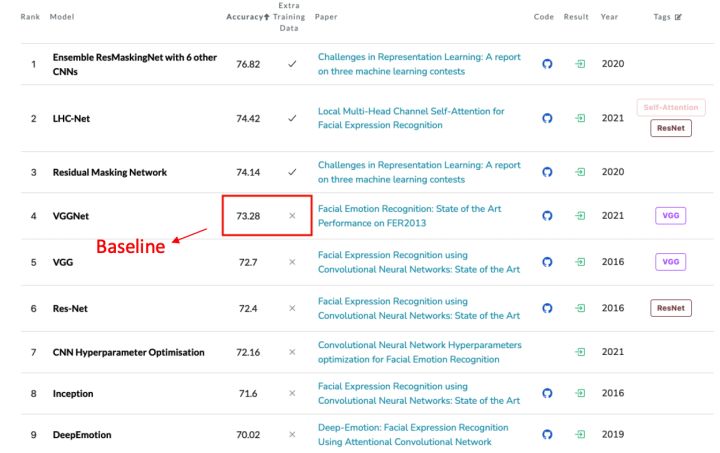 Rank Model Accuracy Extra Training Data Paper Code Result Year Tags
1 Ensemble ResMaskingNet with 6 other CNNs 76.82 ✓ Challenges in Representation Learning: A report on three machine learning contests 2020
2 LHC-Net 74.42 ✓ Local Multi-Head Channel Self-Attention for Facial Expression Recognition 2021 Self-Attention ResNet
3 Residual Masking Network 74.14 ✓ Challenges in Representation Learning: A report on three machine learning contests 2020
4 VGGNet 73.28 × Facial Emotion Recognition: State of the Art Performance on FER2013 2021 VGG
Baseline
5 VGG 72.7 × Facial Expression Recognition using Convolutional Neural Networks: State of the Art 2016 VGG
6 Res-Net 72.4 × Facial Expression Recognition using Convolutional Neural Networks: State of the Art 2016 ResNet
7 CNN Hyperparameter Optimisation 72.16 × Convolutional Neural Network Hyperparameters optimization for Facial Emotion Recognition 2021
8 Inception 71.6 × Facial Expression Recognition using Convolutional Neural Networks: State of the Art 2016
9 DeepEmotion 70.02 × Deep-Emotion: Facial Expression Recognition Using Attentional Convolutional Network 2019